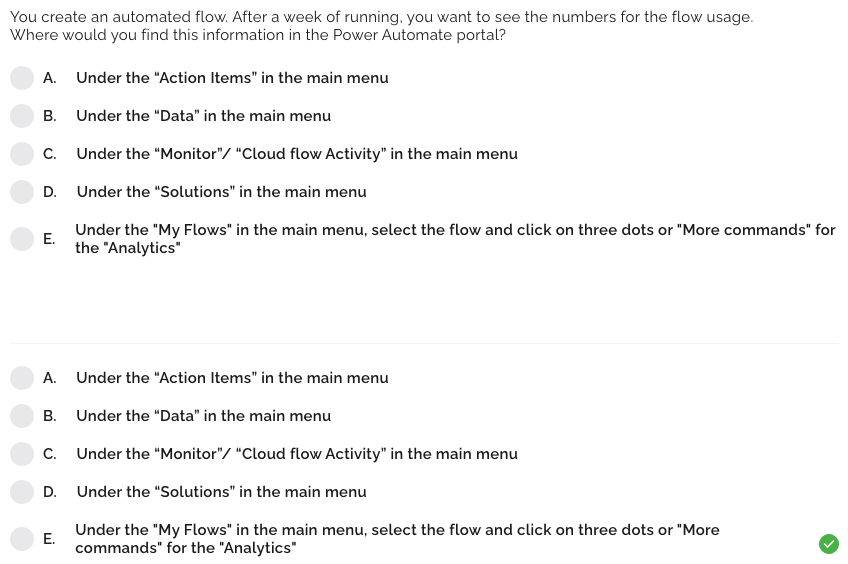 You create an automated flow. After a week of running, you want to see the numbers for the flow usage.
Where would you find this information in the Power Automate portal?
A. Under the “Action Items” in the main menu
B. Under the “Data” in the main menu
C. Under the “Monitor”/ “Cloud flow Activity” in the main menu
D. Under the “Solutions” in the main menu
E. Under the "My Flows" in the main menu, select the flow and click on three dots or "More commands" for
the "Analytics"
A. Under the “Action Items” in the main menu
B. Under the “Data” in the main menu
C. Under the “Monitor”/ “Cloud flow Activity” in the main menu
D. Under the “Solutions” in the main menu
E. Under the "My Flows" in the main menu, select the flow and click on three dots or "More
commands" for the "Analytics"